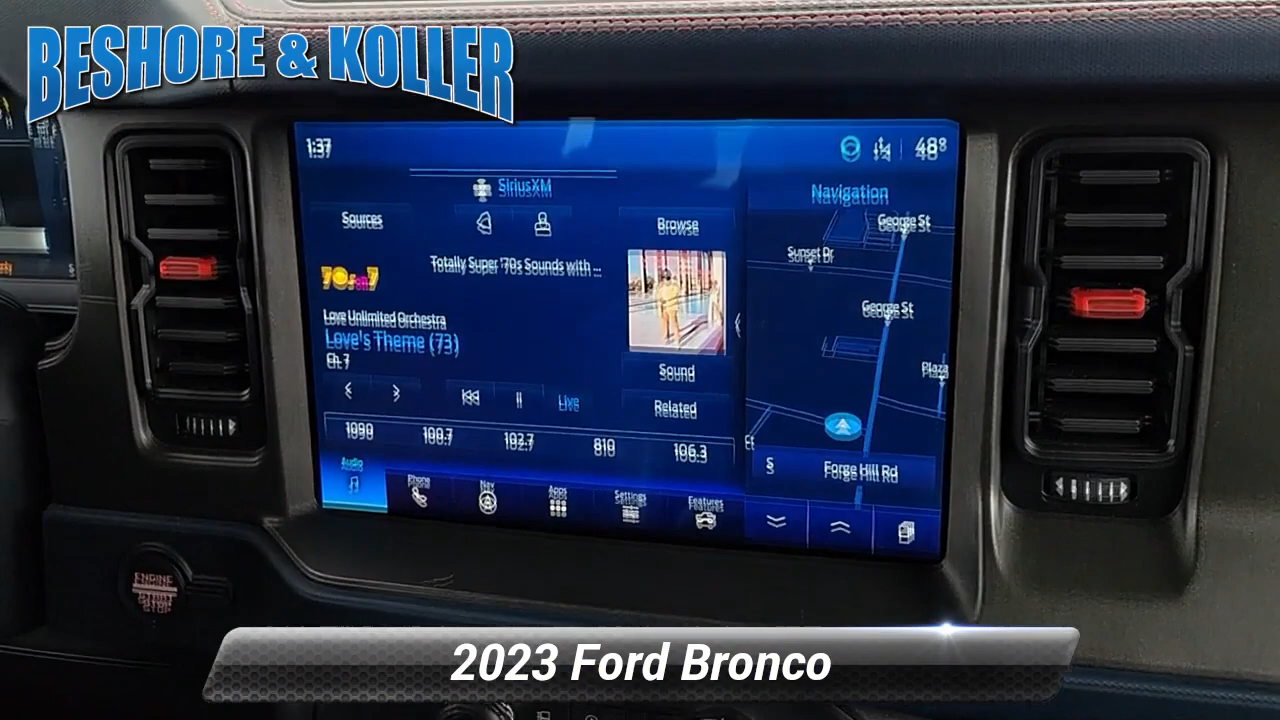 BESHORE & KOLLER
1:37
48°
SiriusXM
Navigation
Sources
Browse
George St
Sunset Dr
70s on 7
Totally Super '70s Sounds with ...
George St
Love Unlimited Orchestra
Love's Theme (73)
Ch 7
Plaza
Sound
Live
Related
1090
100.7
102.7
810
106.3
S
Forge Hill Rd
Audio
Phone
Nav
Apps
Settings
Features
ENGINE
START
STOP
2023 Ford Bronco